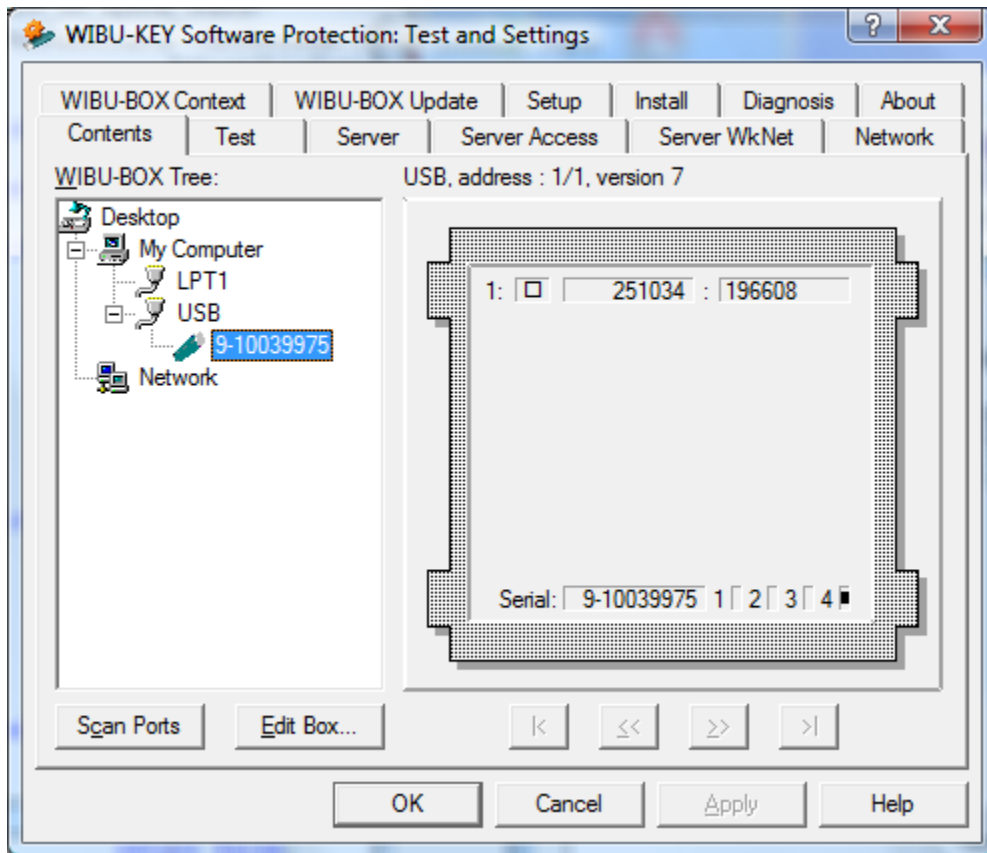 WIBU-KEY Software Protection: Test and Settings
? X
WIBU-BOX Context WIBU-BOX Update Setup Install Diagnosis About
Contents Test Server Server Access Server WkNet Network
WIBU-BOX Tree: USB, address : 1/1, version 7
Desktop
My Computer
LPT1
USB
9-10039975
Network
1: 251034 : 196608
Serial: 9-10039975 1 2 3 4
Scan Ports Edit Box... |< << >> >|
OK Cancel Apply Help